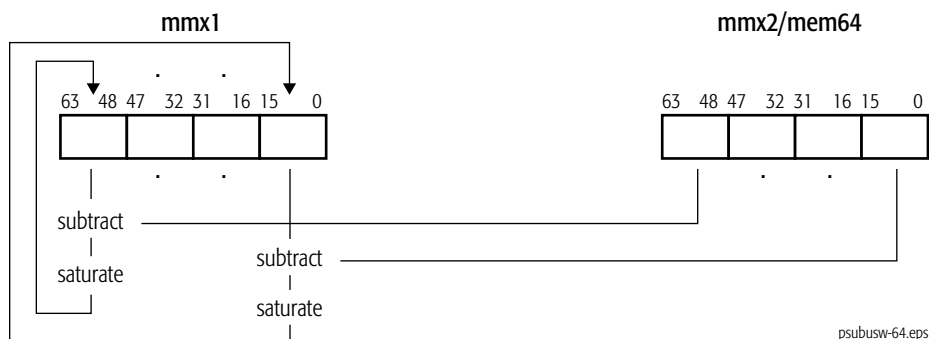 mmx1 mmx2/mem64
. .
63 48 47 32 31 16 15 0 63 48 47 32 31 16 15 0
. . . .
subtract
subtract
saturate
saturate
psubusw-64.eps